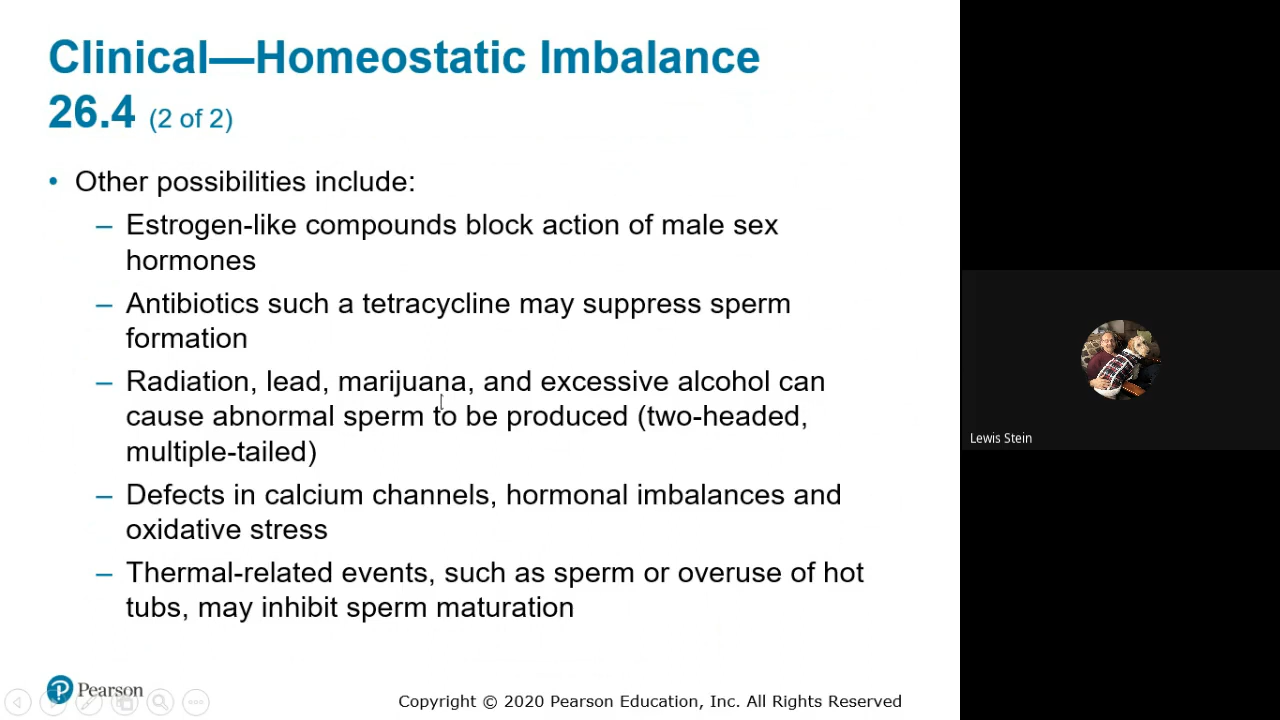 Clinical—Homeostatic Imbalance
26.4 (2 of 2)
• Other possibilities include:
– Estrogen-like compounds block action of male sex
hormones
– Antibiotics such a tetracycline may suppress sperm
formation
– Radiation, lead, marijuana, and excessive alcohol can
cause abnormal sperm to be produced (two-headed,
multiple-tailed)
– Defects in calcium channels, hormonal imbalances and
oxidative stress
– Thermal-related events, such as sperm or overuse of hot
tubs, may inhibit sperm maturation
Pearson
Copyright © 2020 Pearson Education, Inc. All Rights Reserved
Lewis Stein